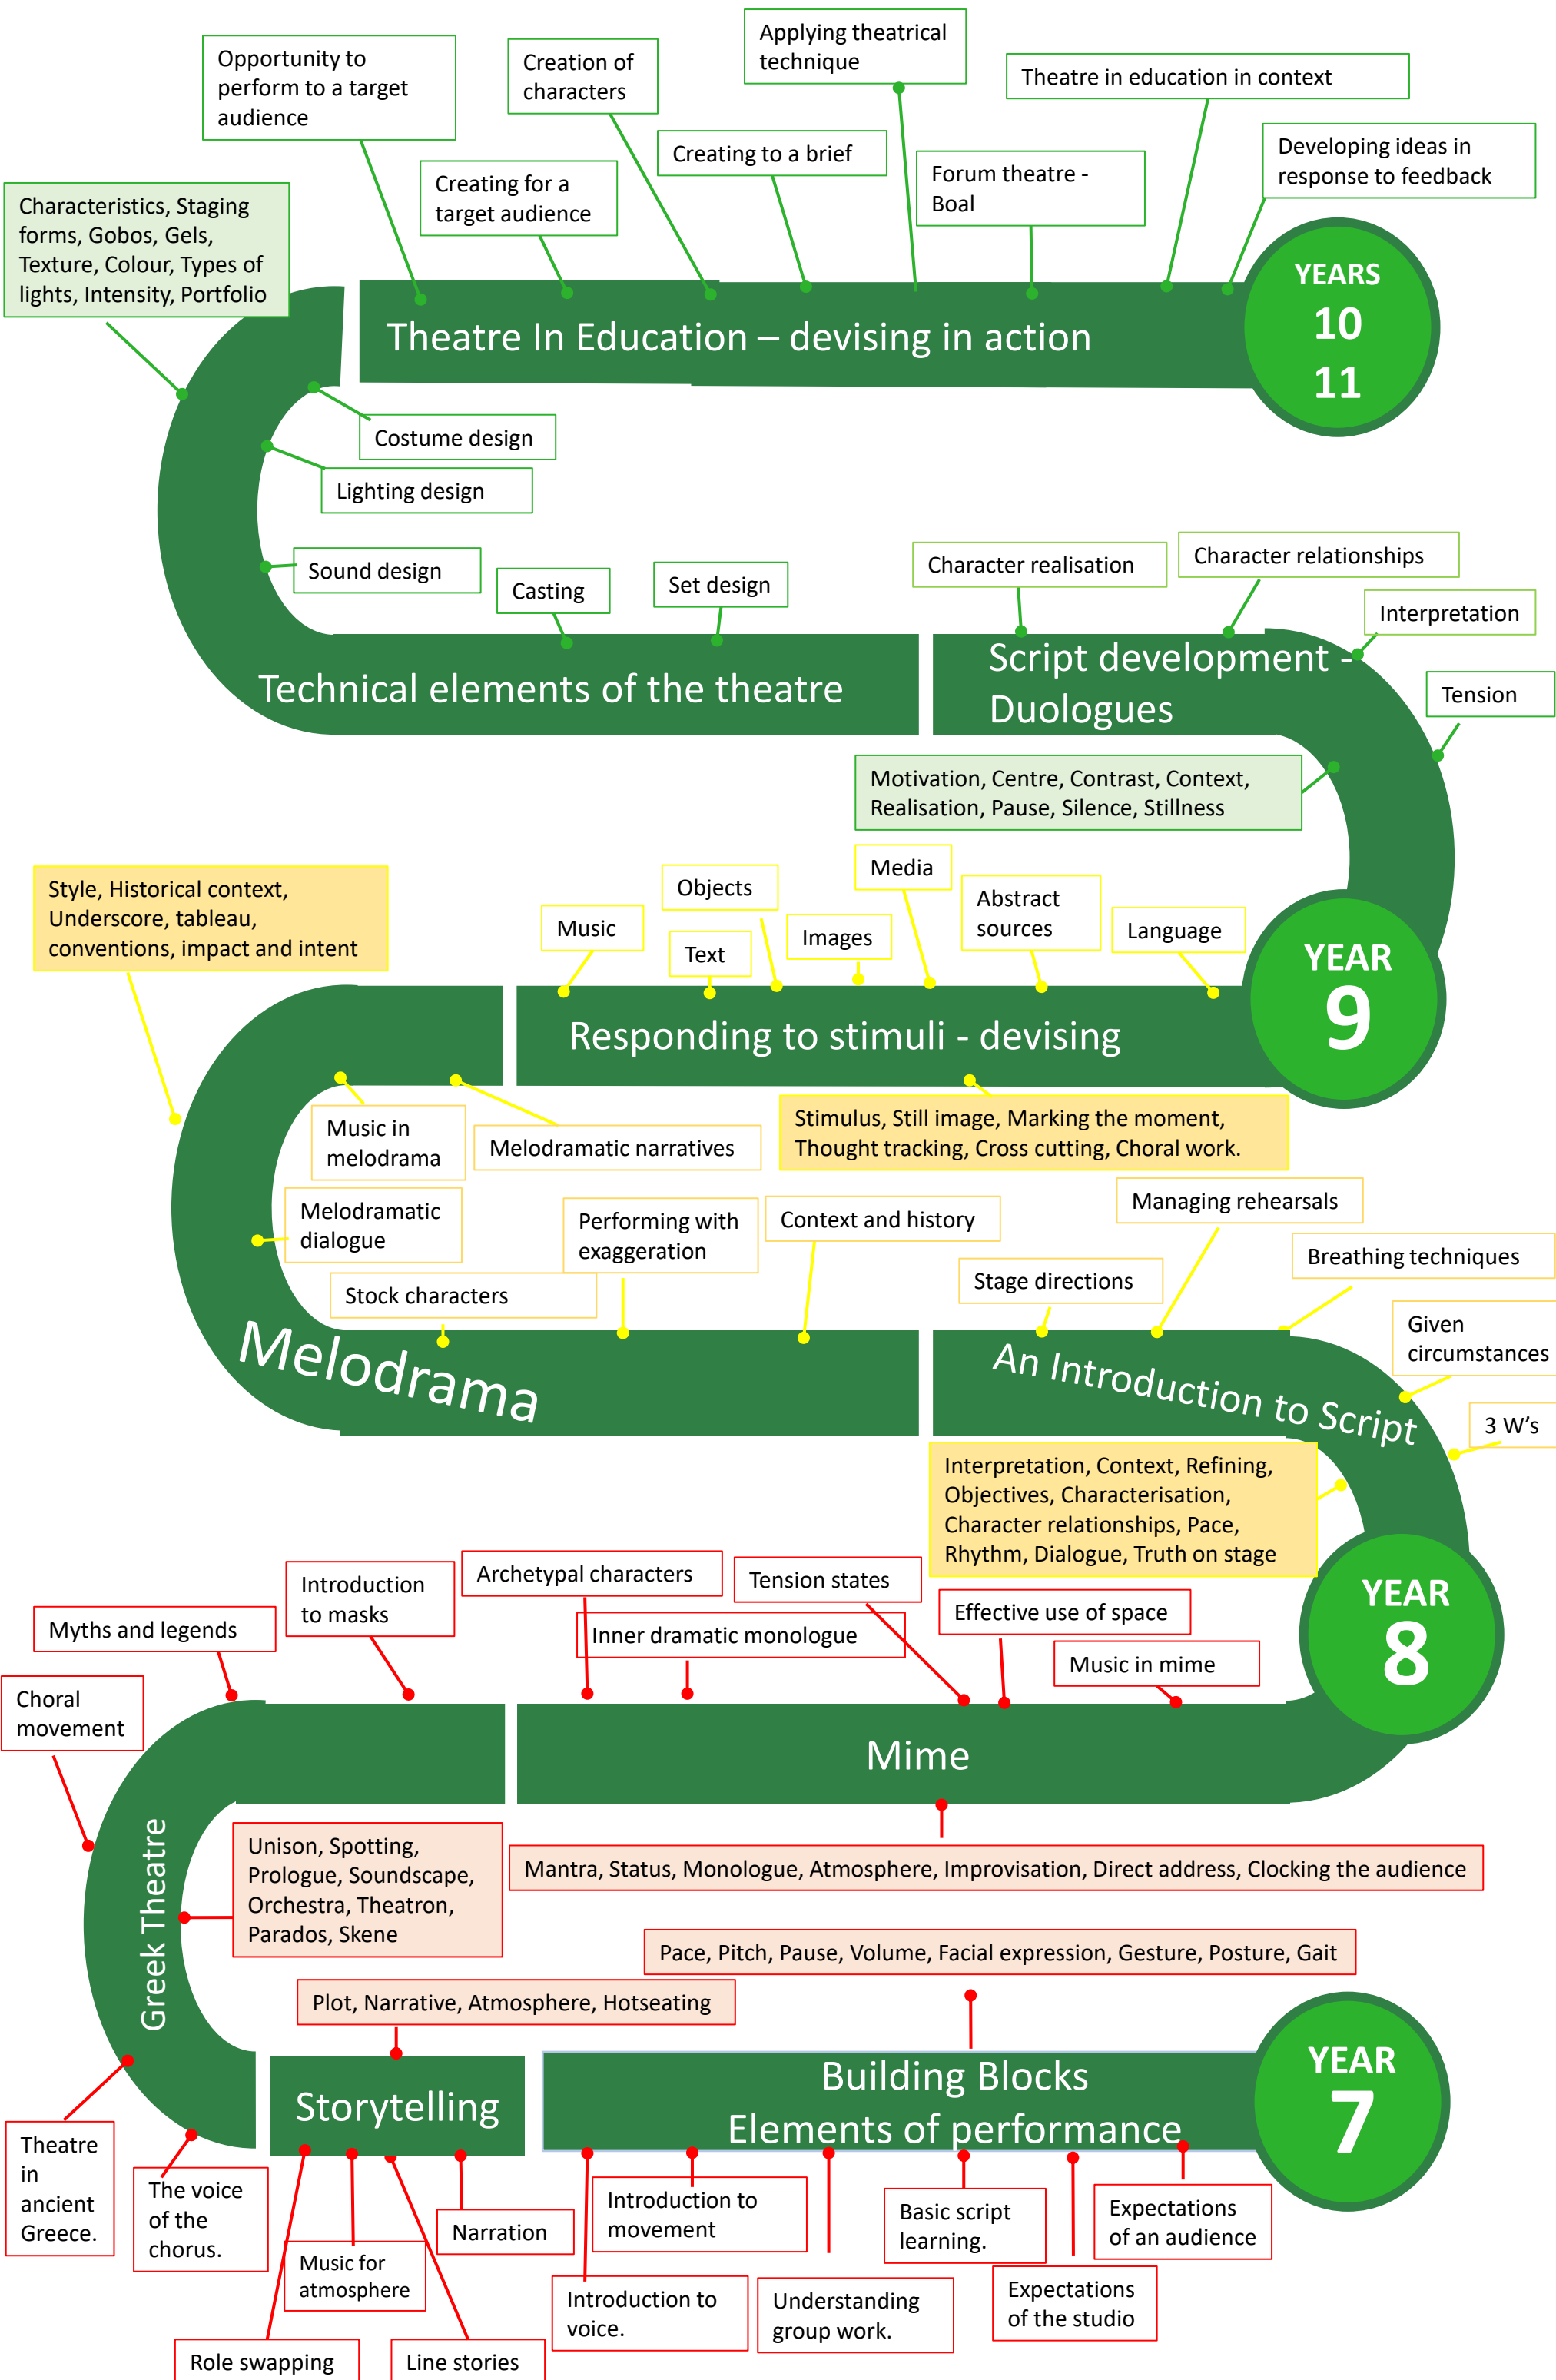 Applying theatrical
technique
Opportunity to
perform to a target
audience
Creation of
characters
Theatre in education in context
Creating to a brief
Developing ideas in
response to feedback
Creating for a
target audience
Forum theatre -
Boal
Characteristics, Staging
forms, Gobos, Gels,
Texture, Colour, Types of
lights, Intensity, Portfolio
YEARS
10
11
Theatre In Education – devising in action
Costume design
Lighting design
Sound design
Casting
Set design
Character realisation
Character relationships
Interpretation
Tension
Technical elements of the theatre
Script development -
Duologues
Motivation, Centre, Contrast, Context,
Realisation, Pause, Silence, Stillness
Style, Historical context,
Underscore, tableau,
conventions, impact and intent
Music
Objects
Text
Images
Media
Abstract
sources
Language
YEAR
9
Responding to stimuli - devising
Music in
melodrama
Melodramatic narratives
Stimulus, Still image, Marking the moment,
Thought tracking, Cross cutting, Choral work.
Melodramatic
dialogue
Performing with
exaggeration
Context and history
Managing rehearsals
Stock characters
Stage directions
Breathing techniques
Given
circumstances
3 W's
Melodrama
An Introduction to Script
Interpretation, Context, Refining,
Objectives, Characterisation,
Character relationships, Pace,
Rhythm, Dialogue, Truth on stage
YEAR
8
Myths and legends
Introduction
to masks
Archetypal characters
Tension states
Inner dramatic monologue
Effective use of space
Music in mime
Choral
movement
Mime
Greek Theatre
Unison, Spotting,
Prologue, Soundscape,
Orchestra, Theatron,
Parados, Skene
Mantra, Status, Monologue, Atmosphere, Improvisation, Direct address, Clocking the audience
Pace, Pitch, Pause, Volume, Facial expression, Gesture, Posture, Gait
Plot, Narrative, Atmosphere, Hotseating
YEAR
7
Storytelling
Building Blocks
Elements of performance
Theatre
in
ancient
Greece.
The voice
of the
chorus.
Music for
atmosphere
Narration
Introduction to
movement
Basic script
learning.
Expectations
of an audience
Introduction to
voice.
Understanding
group work.
Expectations
of the studio
Role swapping
Line stories